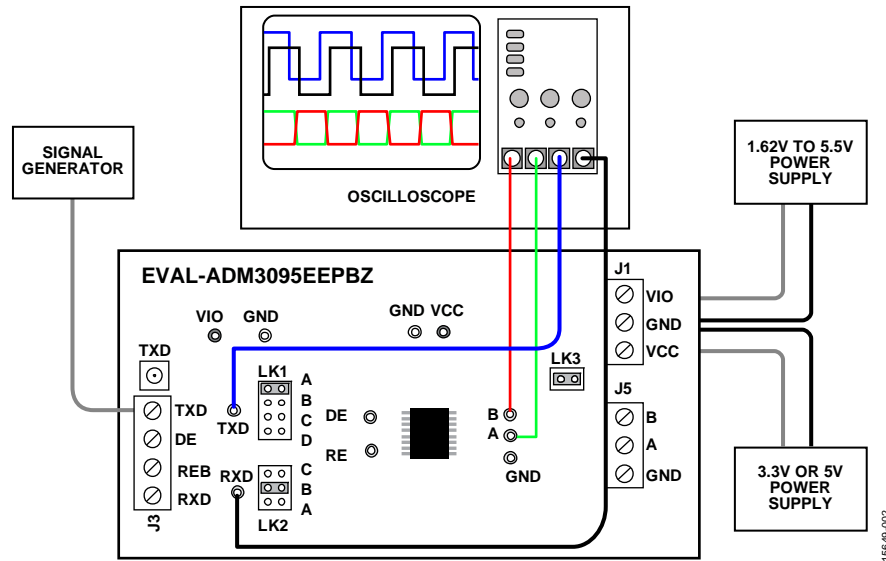 SIGNAL
GENERATOR
OSCILLOSCOPE
1.62V TO 5.5V
POWER
SUPPLY
EVAL-ADM3095EEPBZ
J1
VIO
GND
VCC
VIO
GND
GND
VCC
TXD
TXD
DE
REB
RXD
J3
TXD
RXD
LK1
A
B
C
D
C
B
A
LK2
DE
RE
B
A
GND
LK3
J5
B
A
GND
3.3V OR 5V
POWER
SUPPLY
15649-002